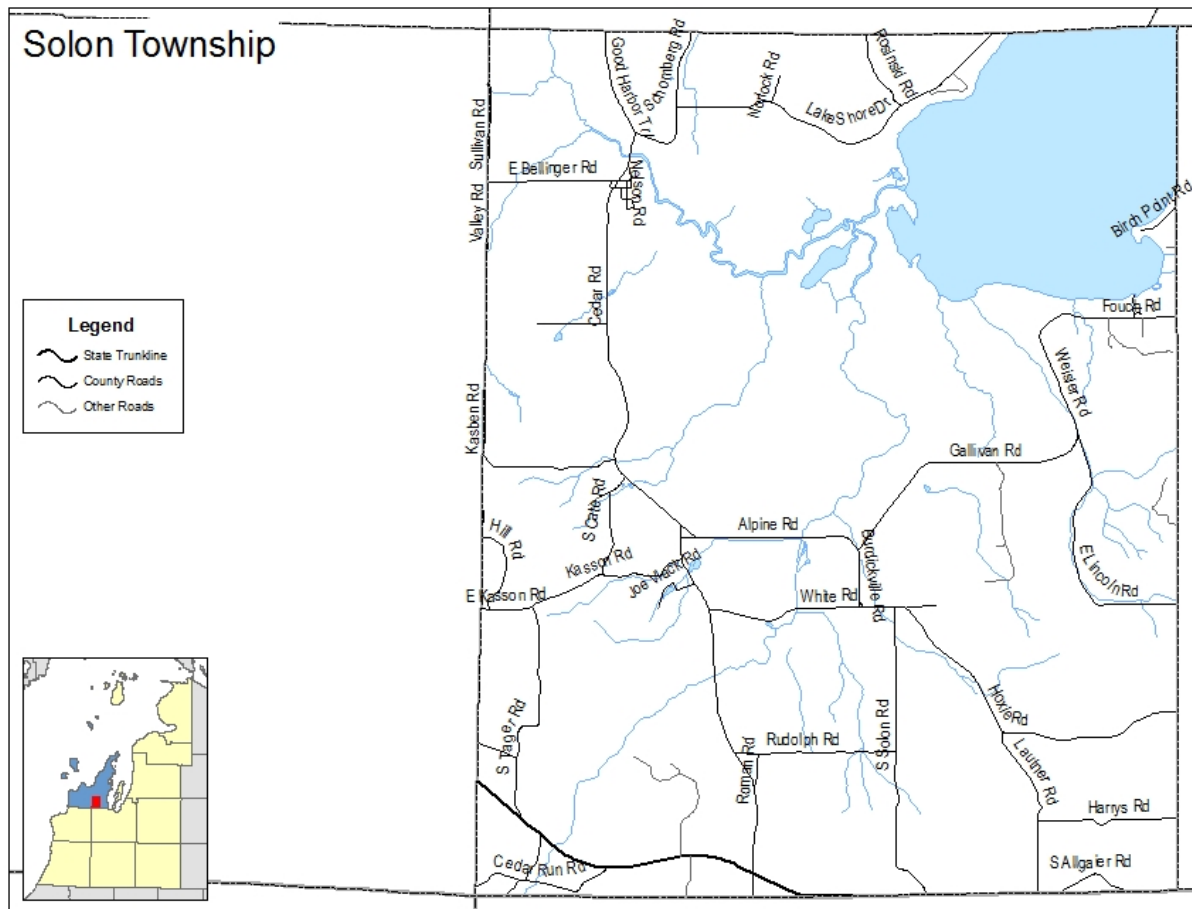 Solon Township
Good Harbor Trl
Schomberg Rd
Norlock Rd
Rosinski Rd
Lake Shore Dr
Sullivan Rd
E Bellinger Rd
Nelson Rd
Valley Rd
Birch Point Rd
Cedar Rd
Fouch Rd
Legend
State Trunkline
County Roads
Other Roads
Weisler Rd
Kasben Rd
Gallivan Rd
S Cate Rd
Hill Rd
Alpine Rd
Burdickville Rd
Kasson Rd
Joe Mack Rd
E Lincoln Rd
E Kasson Rd
White Rd
S Tager Rd
Hoxie Rd
Rudolph Rd
S Solon Rd
Roman Rd
Lautner Rd
Harrys Rd
Cedar Run Rd
S Allgaier Rd